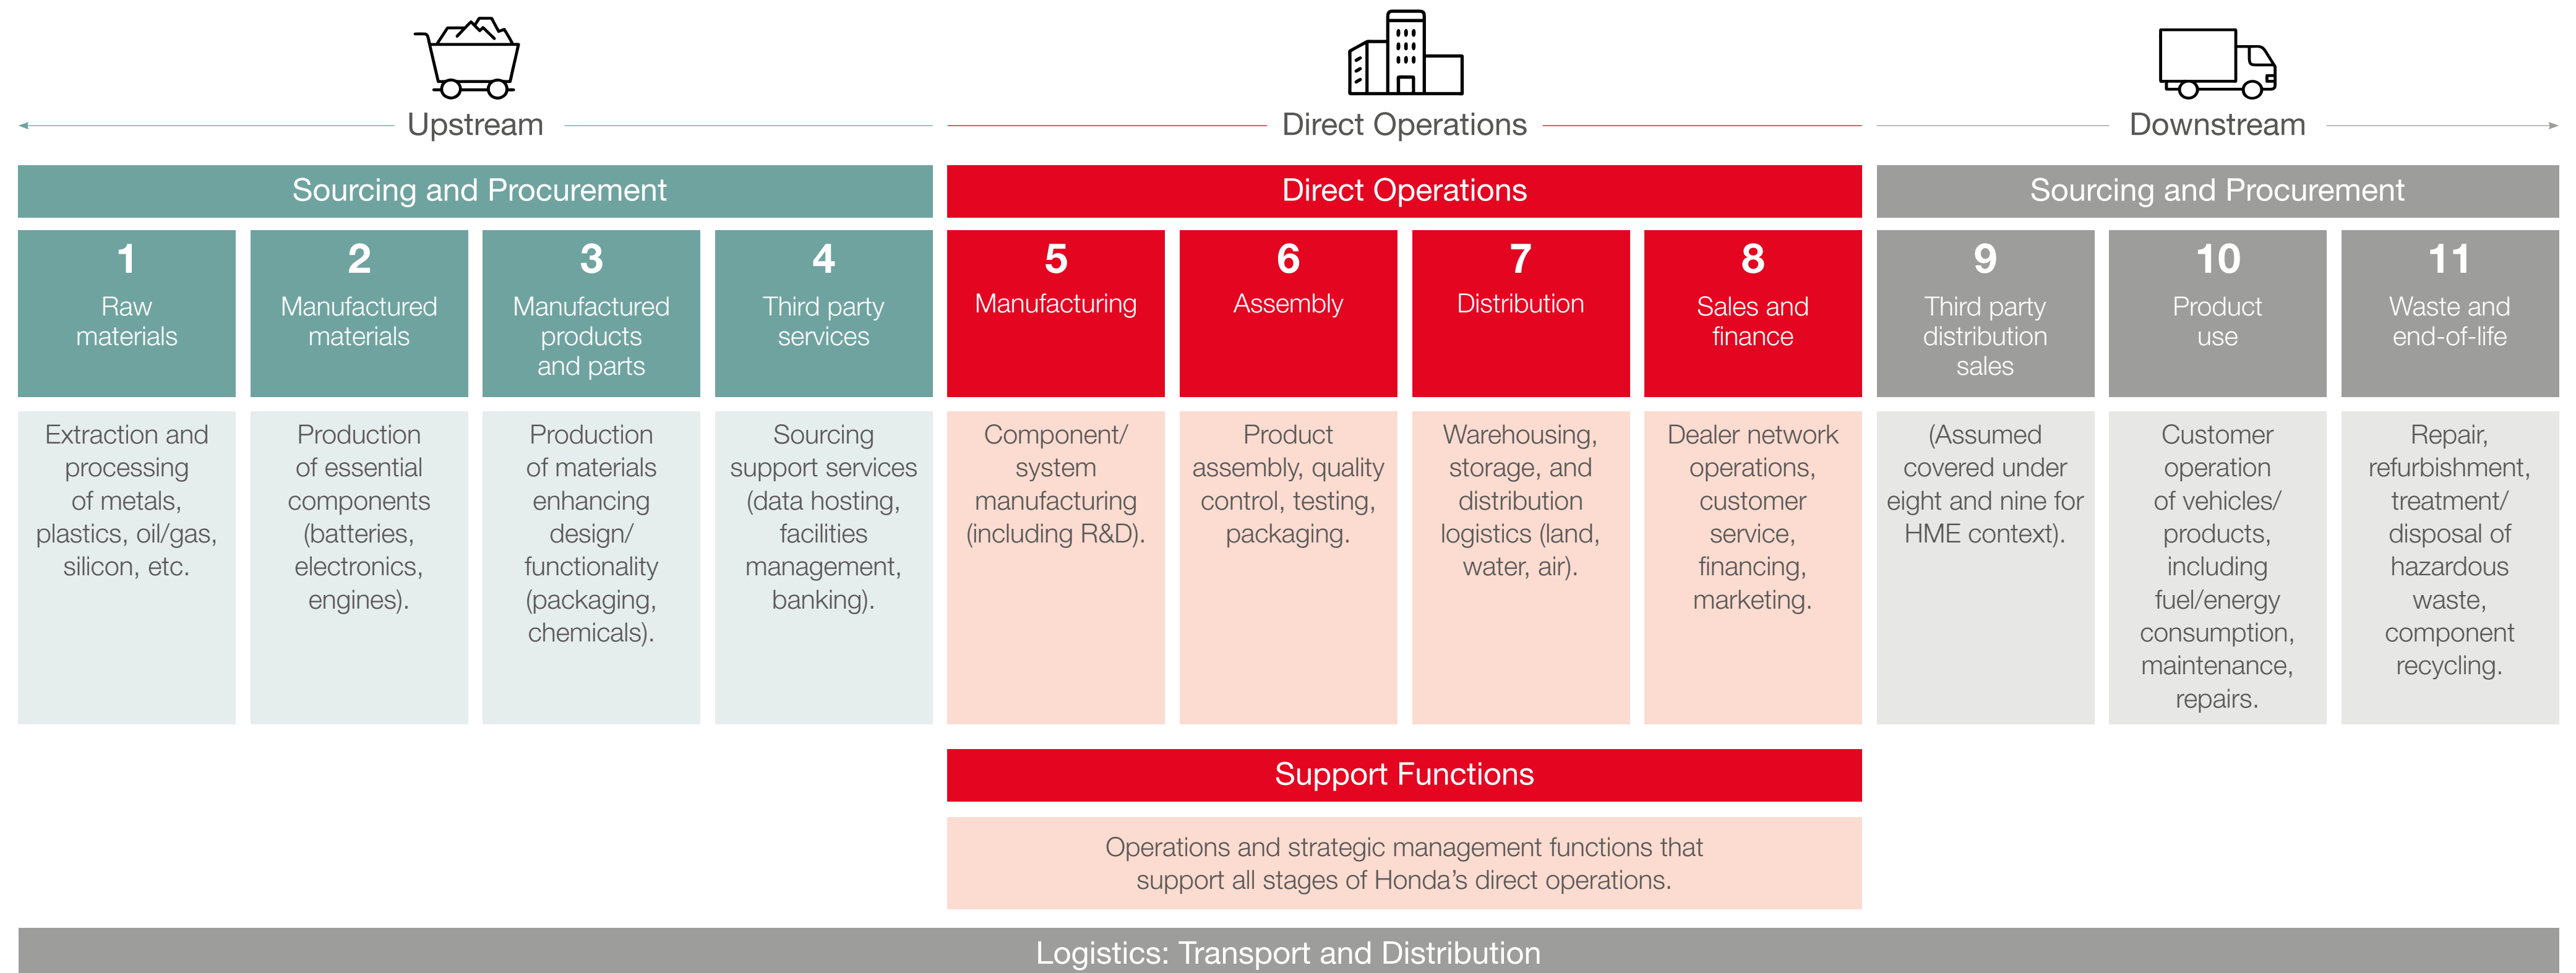 Upstream
Direct Operations
Downstream
Sourcing and Procurement
Direct Operations
Sourcing and Procurement
1
Raw
materials
Extraction and
processing
of metals,
plastics, oil/gas,
silicon, etc.
2
Manufactured
materials
Production
of essential
components
(batteries,
electronics,
engines).
3
Manufactured
products
and parts
Production
of materials
enhancing
design/
functionality
(packaging,
chemicals).
4
Third party
services
Sourcing
support services
(data hosting,
facilities
management,
banking).
5
Manufacturing
Component/
system
manufacturing
(including R&D).
6
Assembly
Product
assembly, quality
control, testing,
packaging.
7
Distribution
Warehousing,
storage, and
distribution
logistics (land,
water, air).
8
Sales and
finance
Dealer network
operations,
customer
service,
financing,
marketing.
9
Third party
distribution
sales
(Assumed
covered under
eight and nine for
HME context).
10
Product
use
Customer
operation
of vehicles/
products,
including
fuel/energy
consumption,
maintenance,
repairs.
11
Waste and
end-of-life
Repair,
refurbishment,
treatment/
disposal of
hazardous
waste,
component
recycling.
Support Functions
Operations and strategic management functions that
support all stages of Honda’s direct operations.
Logistics: Transport and Distribution